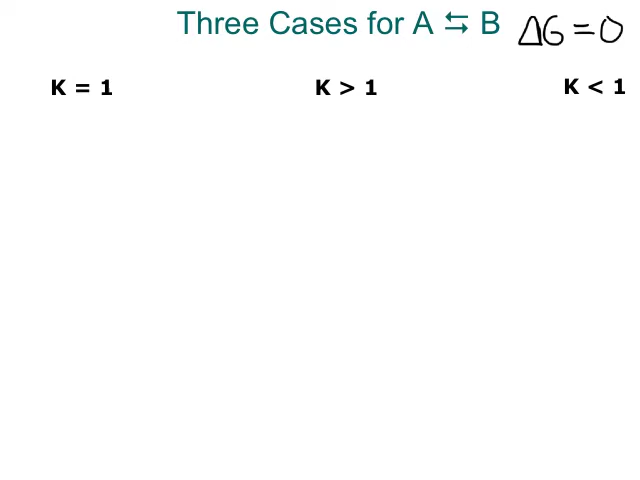 Three Cases for A ⇆ B ΔG = 0
K = 1 K > 1 K < 1